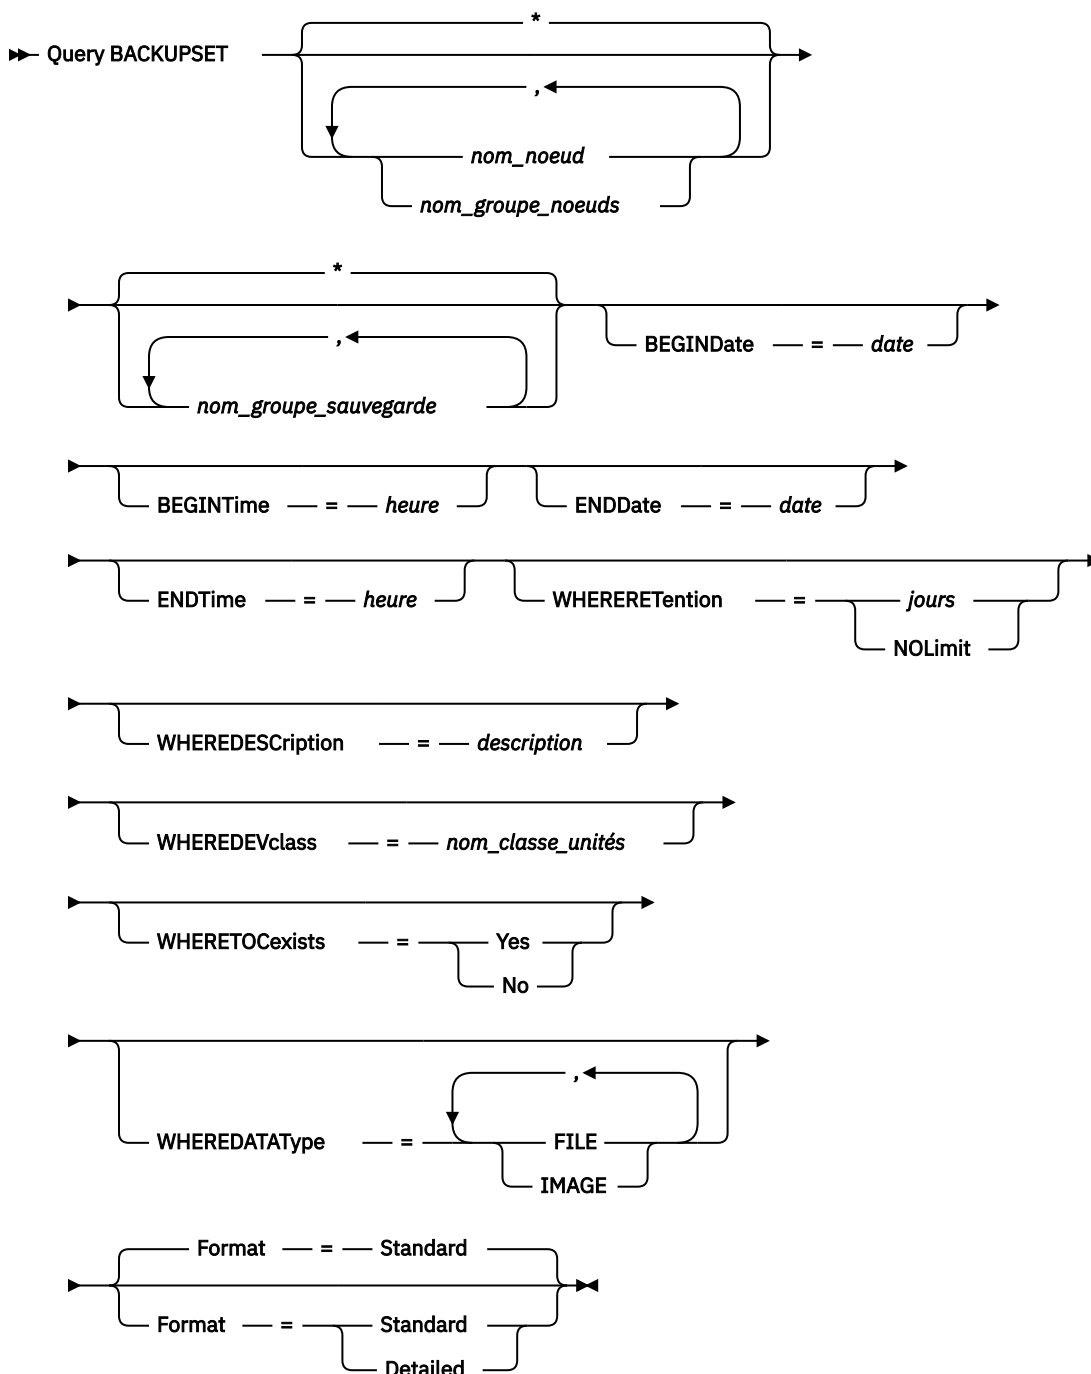 *
Query BACKUPSET
,
nom_noeud
nom_groupe_noeuds
*
,
nom_groupe_sauvegarde
BEGINDate = date
BEGINTime = heure
ENDDate = date
ENDTime = heure
WHERERETention = jours
NOLimit
WHEREDESCription = description
WHEREDEVclass = nom_classe_unités
WHERETOCexists = Yes
No
,
WHEREDATAType = FILE
IMAGE
Format = Standard
Format = Standard
Detailed